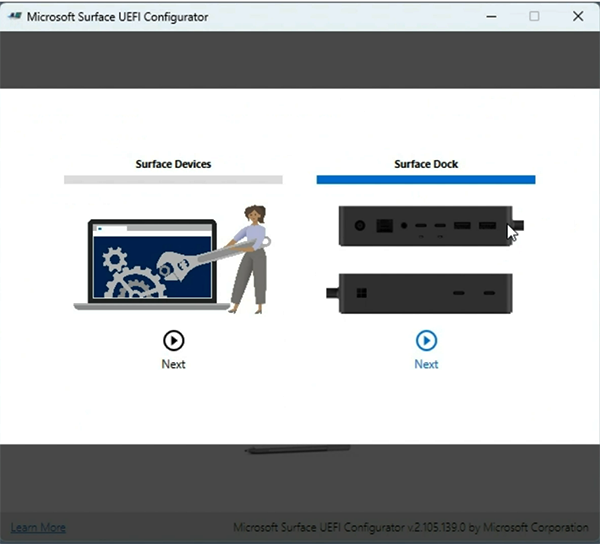 Microsoft Surface UEFI Configurator
Surface Devices
Surface Dock
Next
Next
Learn More
Microsoft Surface UEFI Configurator v.2.105.139.0 by Microsoft Corporation